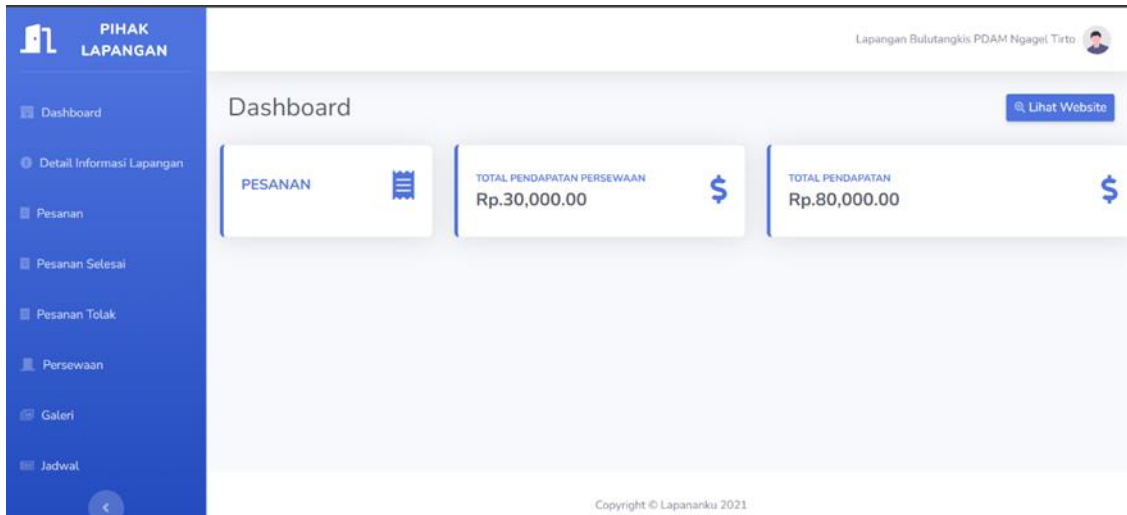 PIHAK
LAPANGAN
Dashboard
Detail Informasi Lapangan
Pesanan
Pesanan Selesai
Pesanan Tolak
Persewaan
Galeri
Jadwal
Lapangan Bulutangkis PDAM Ngagel Tirto
Dashboard
Lihat Website
PESANAN
TOTAL PENDAPATAN PERSEWAAN
Rp.30,000.00
TOTAL PENDAPATAN
Rp.80,000.00
Copyright © Lapananku 2021